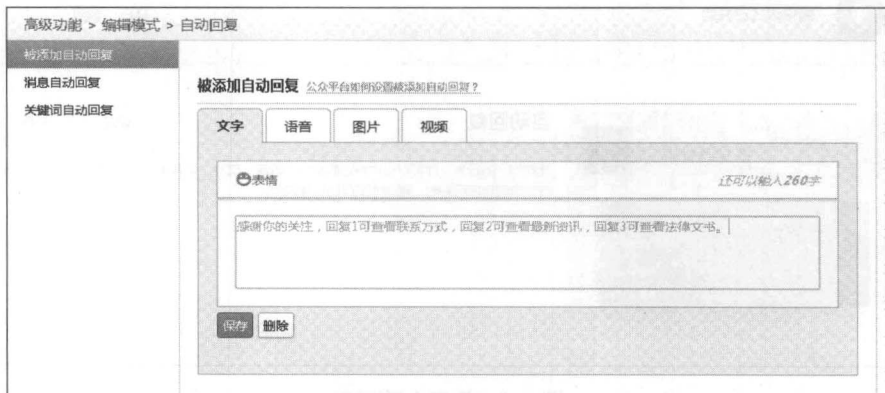 高级功能 > 编辑模式 > 自动回复
被添加自动回复
消息自动回复
关键词自动回复
被添加自动回复 公众平台如何设置被添加自动回复？
文字 语音 图片 视频
表情 还可以输入260字
感谢你的关注，回复1可查看联系方式，回复2可查看最新资讯，回复3可查看法律文书。
保存 删除